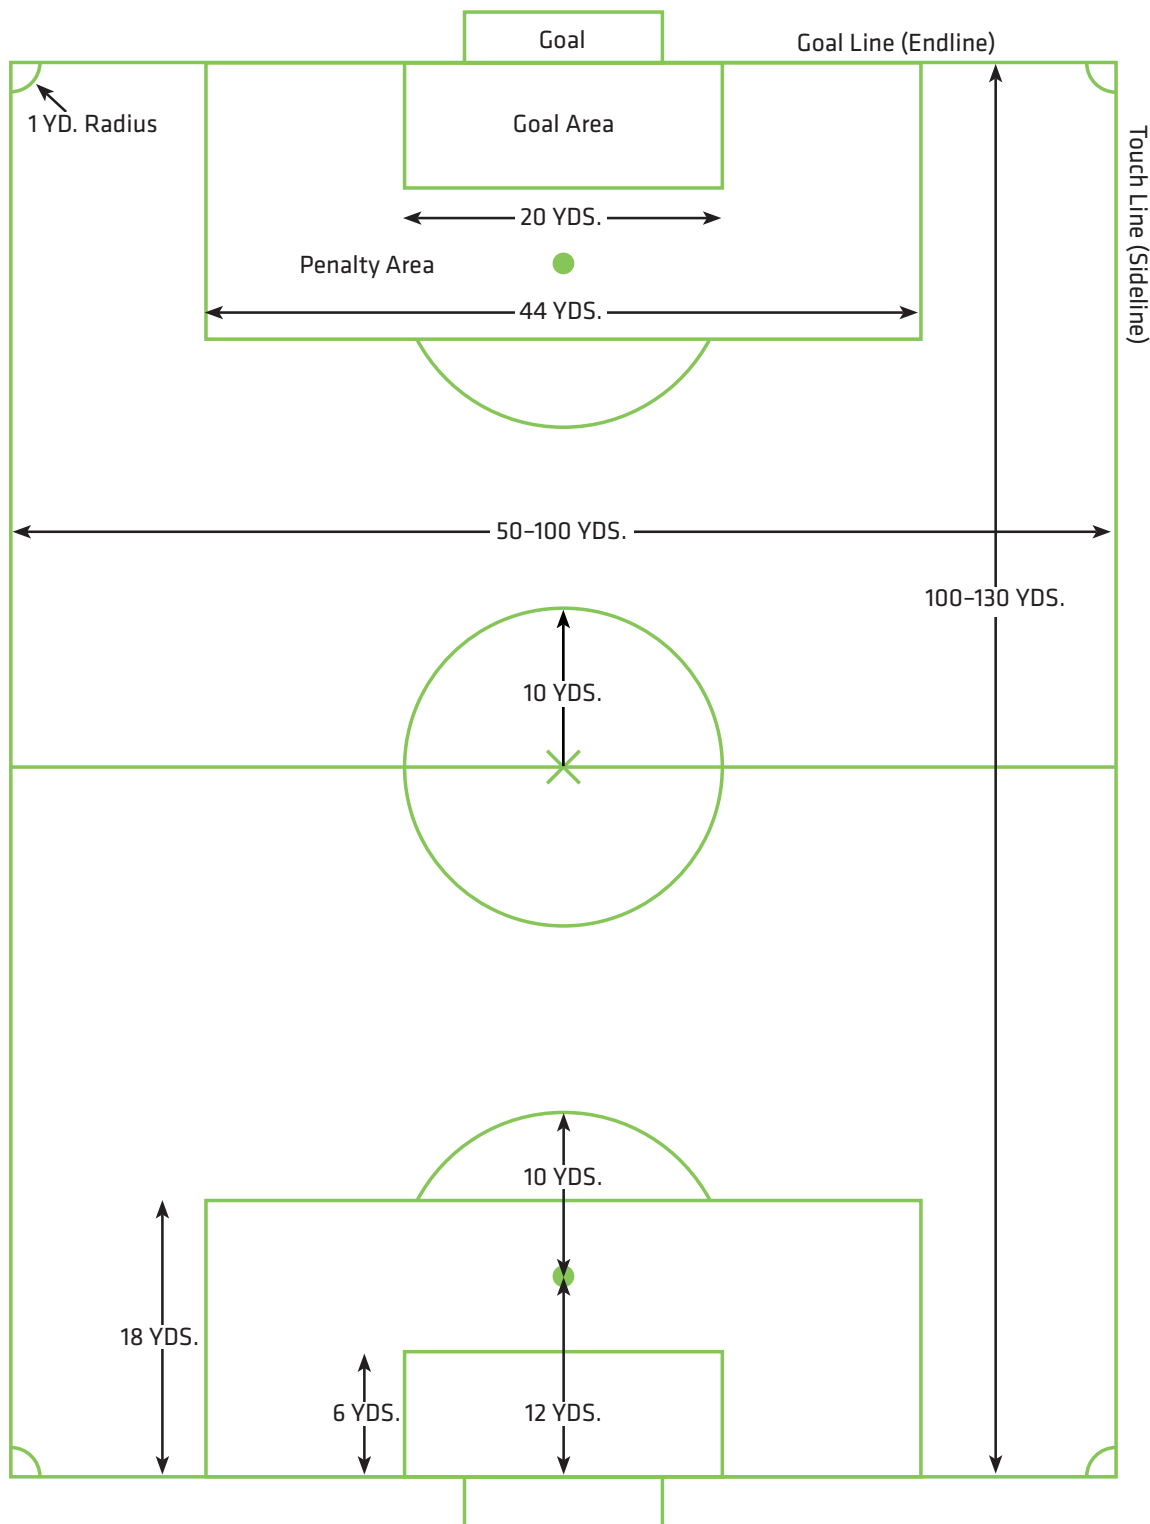 Goal
Goal Line (Endline)
1 YD. Radius
Goal Area
Touch Line (Sideline)
20 YDS.
Penalty Area
44 YDS.
50–100 YDS.
100–130 YDS.
10 YDS.
10 YDS.
18 YDS.
6 YDS.
12 YDS.